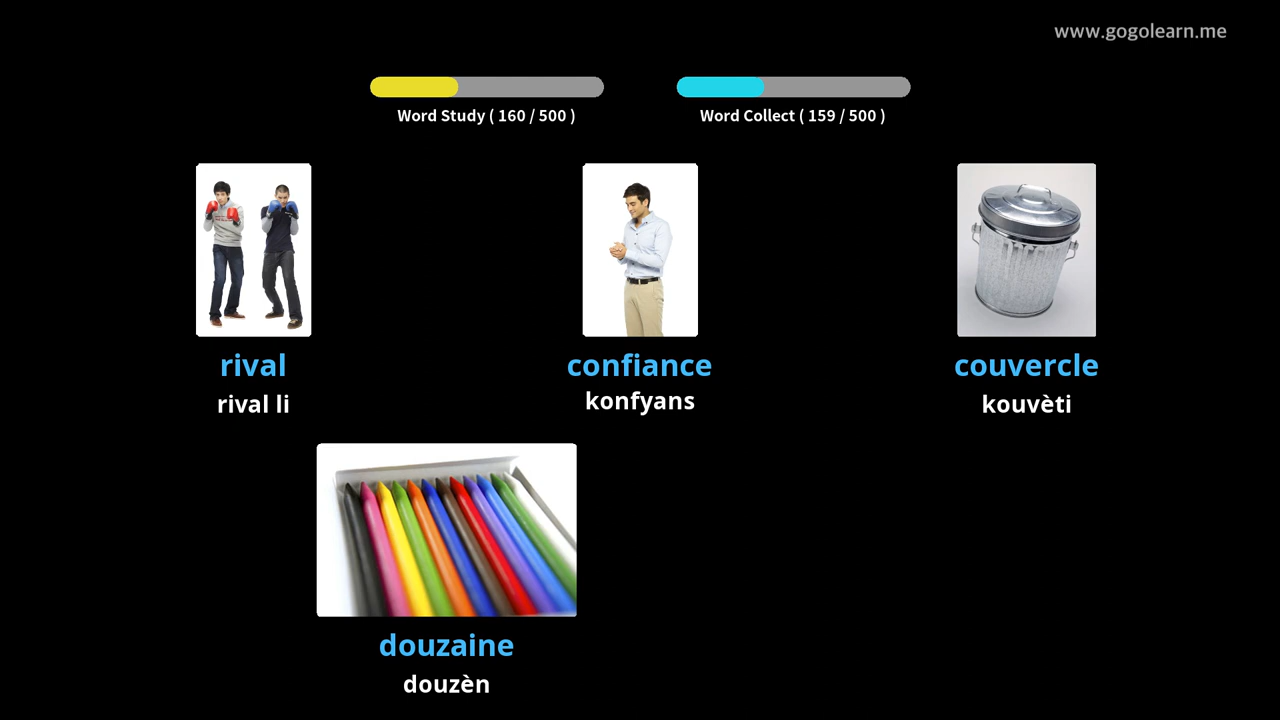 www.gogolearn.me
Word Study ( 160 / 500 )
Word Collect ( 159 / 500 )
rival
rival li
confiance
konfyans
couvercle
kouvèti
douzaine
douzèn